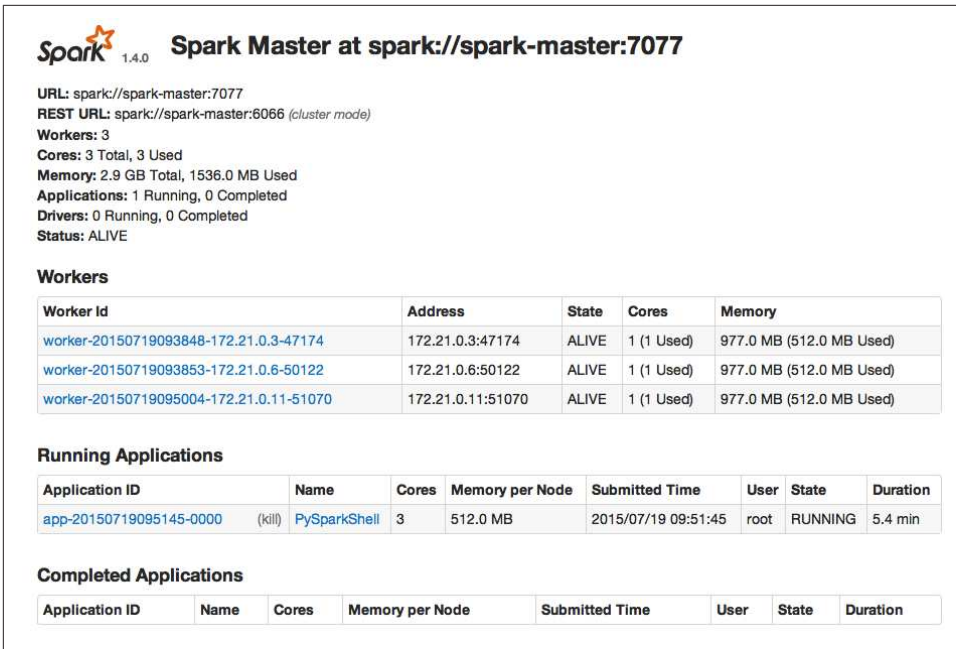 Spark 1.4.0 Spark Master at spark://spark-master:7077
URL: spark://spark-master:7077
REST URL: spark://spark-master:6066 (cluster mode)
Workers: 3
Cores: 3 Total, 3 Used
Memory: 2.9 GB Total, 1536.0 MB Used
Applications: 1 Running, 0 Completed
Drivers: 0 Running, 0 Completed
Status: ALIVE
Workers
Worker Id Address State Cores Memory
worker-20150719093848-172.21.0.3-47174 172.21.0.3:47174 ALIVE 1 (1 Used) 977.0 MB (512.0 MB Used)
worker-20150719093853-172.21.0.6-50122 172.21.0.6:50122 ALIVE 1 (1 Used) 977.0 MB (512.0 MB Used)
worker-20150719095004-172.21.0.11-51070 172.21.0.11:51070 ALIVE 1 (1 Used) 977.0 MB (512.0 MB Used)
Running Applications
Application ID Name Cores Memory per Node Submitted Time User State Duration
app-20150719095145-0000 (kill) PySparkShell 3 512.0 MB 2015/07/19 09:51:45 root RUNNING 5.4 min
Completed Applications
Application ID Name Cores Memory per Node Submitted Time User State Duration